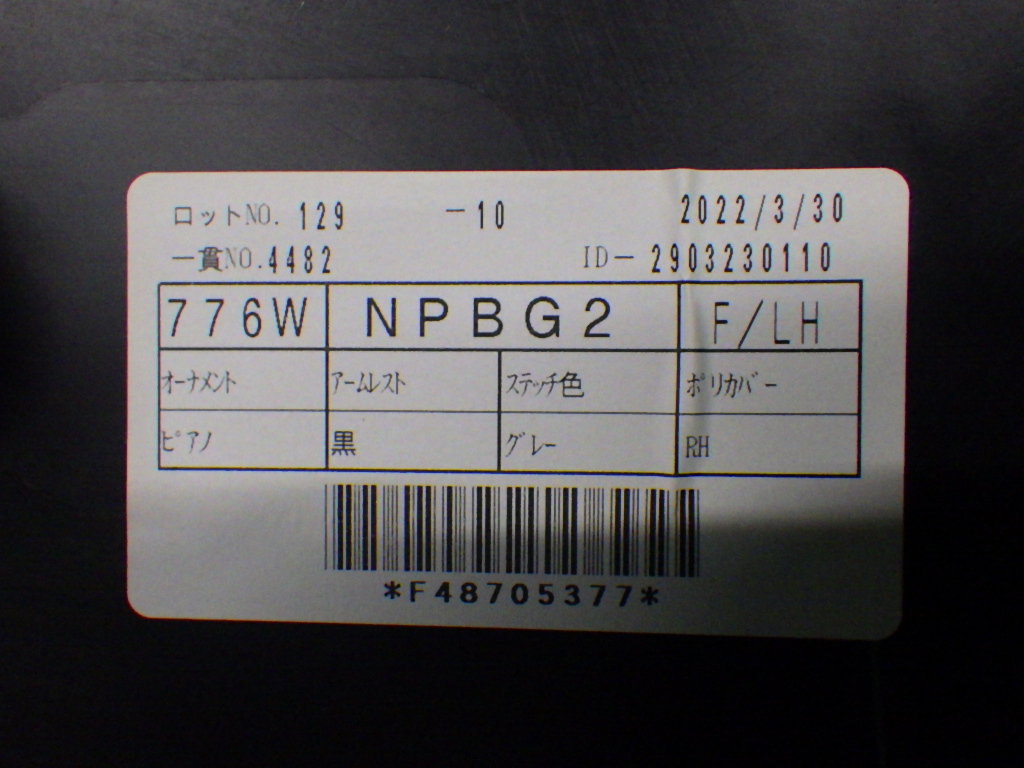 ロットNO. 129 -10 2022/3/30
一貫NO.4482 ID-2903230110
776W NPBG2 F/LH
オーナメント アームレスト ステッチ色 ポリカバー
ピアノ 黒 グレー RH
*F48705377*